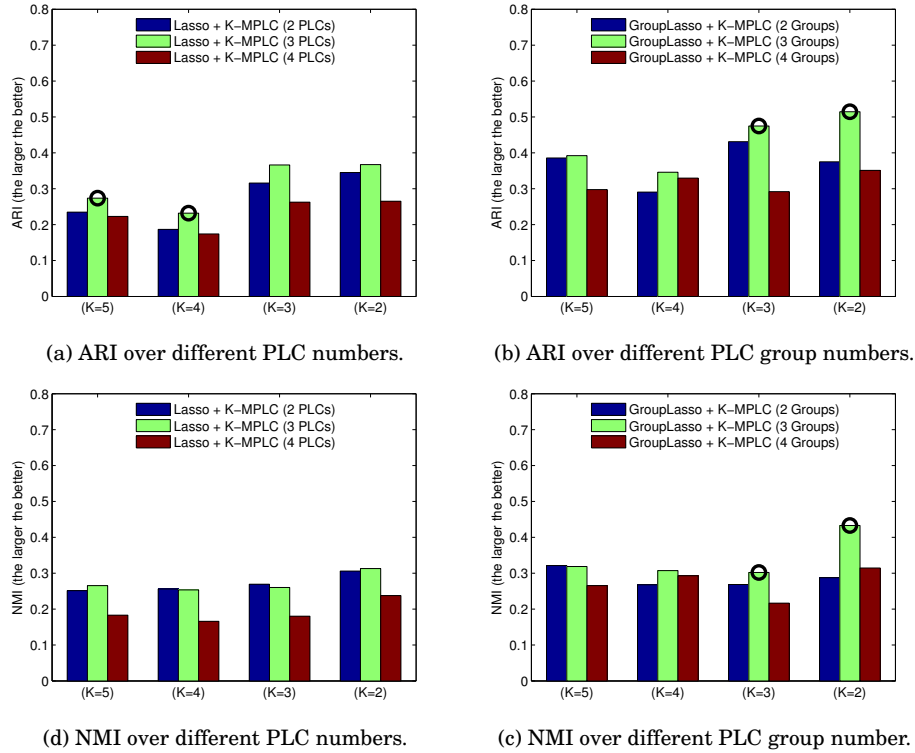 Lasso + K−MPLC (2 PLCs)
Lasso + K−MPLC (3 PLCs)
Lasso + K−MPLC (4 PLCs)
ARI (the larger the better)
0.8
0.7
0.6
0.5
0.4
0.3
0.2
0.1
0
(K=5) (K=4) (K=3) (K=2)
(a) ARI over different PLC numbers.
GroupLasso + K−MPLC (2 Groups)
GroupLasso + K−MPLC (3 Groups)
GroupLasso + K−MPLC (4 Groups)
ARI (the larger the better)
0.8
0.7
0.6
0.5
0.4
0.3
0.2
0.1
0
(K=5) (K=4) (K=3) (K=2)
(b) ARI over different PLC group numbers.
Lasso + K−MPLC (2 PLCs)
Lasso + K−MPLC (3 PLCs)
Lasso + K−MPLC (4 PLCs)
NMI (the larger the better)
0.8
0.7
0.6
0.5
0.4
0.3
0.2
0.1
0
(K=5) (K=4) (K=3) (K=2)
(d) NMI over different PLC numbers.
GroupLasso + K−MPLC (2 Groups)
GroupLasso + K−MPLC (3 Groups)
GroupLasso + K−MPLC (4 Groups)
NMI (the larger the better)
0.8
0.7
0.6
0.5
0.4
0.3
0.2
0.1
0
(K=5) (K=4) (K=3) (K=2)
(c) NMI over different PLC group number.